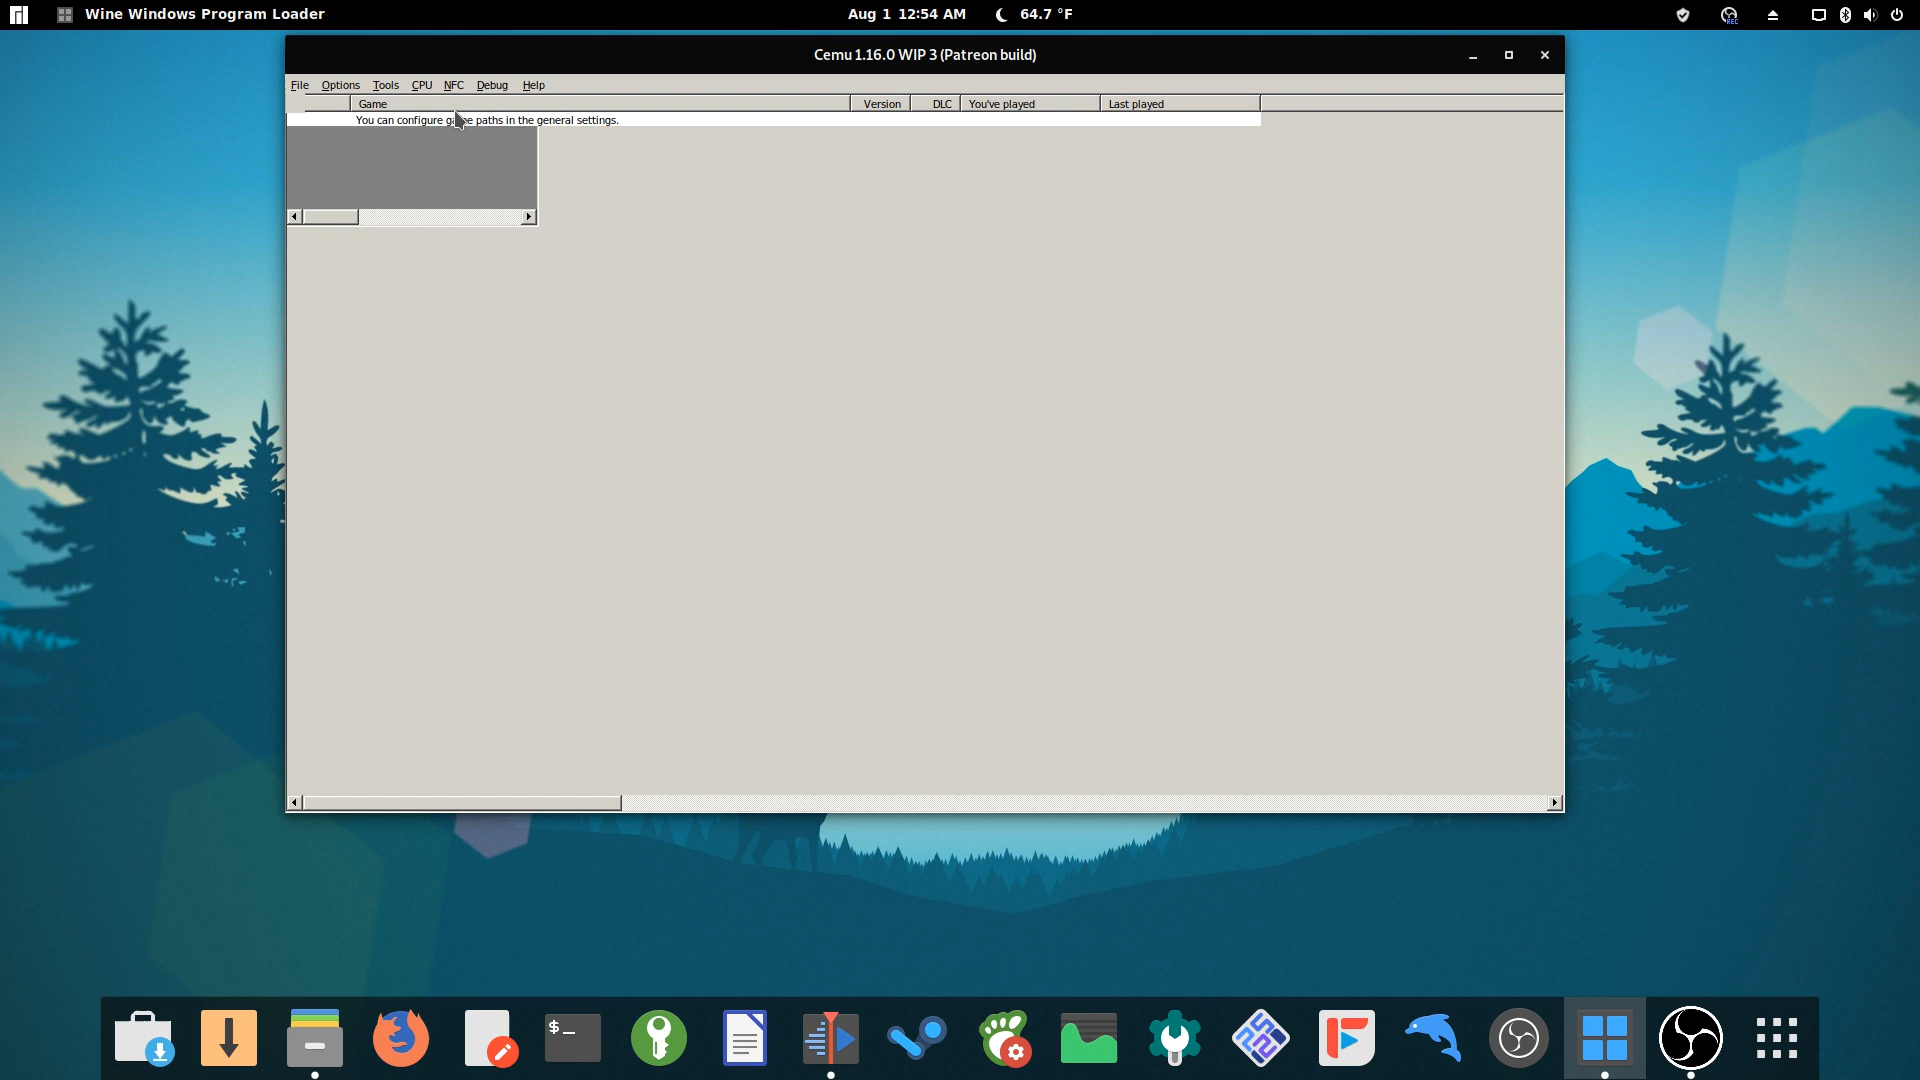 Wine Windows Program Loader
Aug 1 12:54 AM 64.7 °F
REC
Cemu 1.16.0 WIP 3 (Patreon build)
File Options Tools CPU NFC Debug Help
Game Version DLC You've played Last played
You can configure game paths in the general settings.
$_